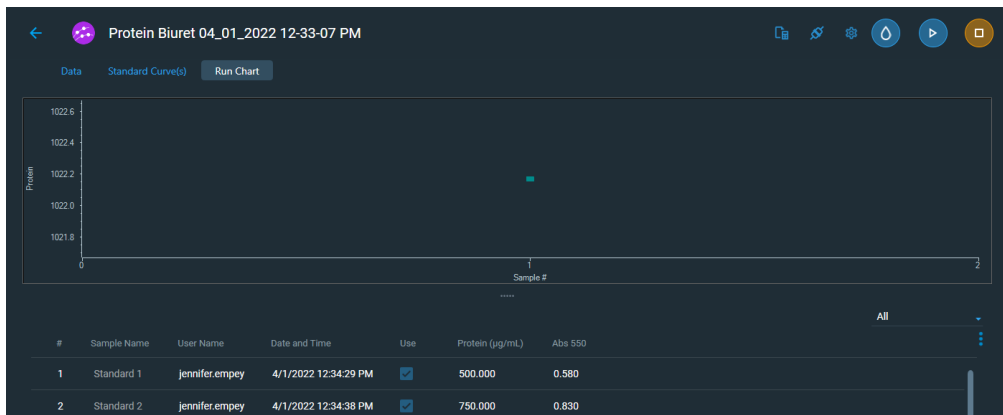 Protein Biuret 04_01_2022 12-33-07 PM
Data Standard Curve(s) Run Chart
1022.6
1022.4
1022.2
1022.0
1021.8
Protein
0 1 2
Sample #
All
# Sample Name User Name Date and Time Use Protein (µg/mL) Abs 550
1 Standard 1 jennifer.empey 4/1/2022 12:34:29 PM 500.000 0.580
2 Standard 2 jennifer.empey 4/1/2022 12:34:38 PM 750.000 0.830